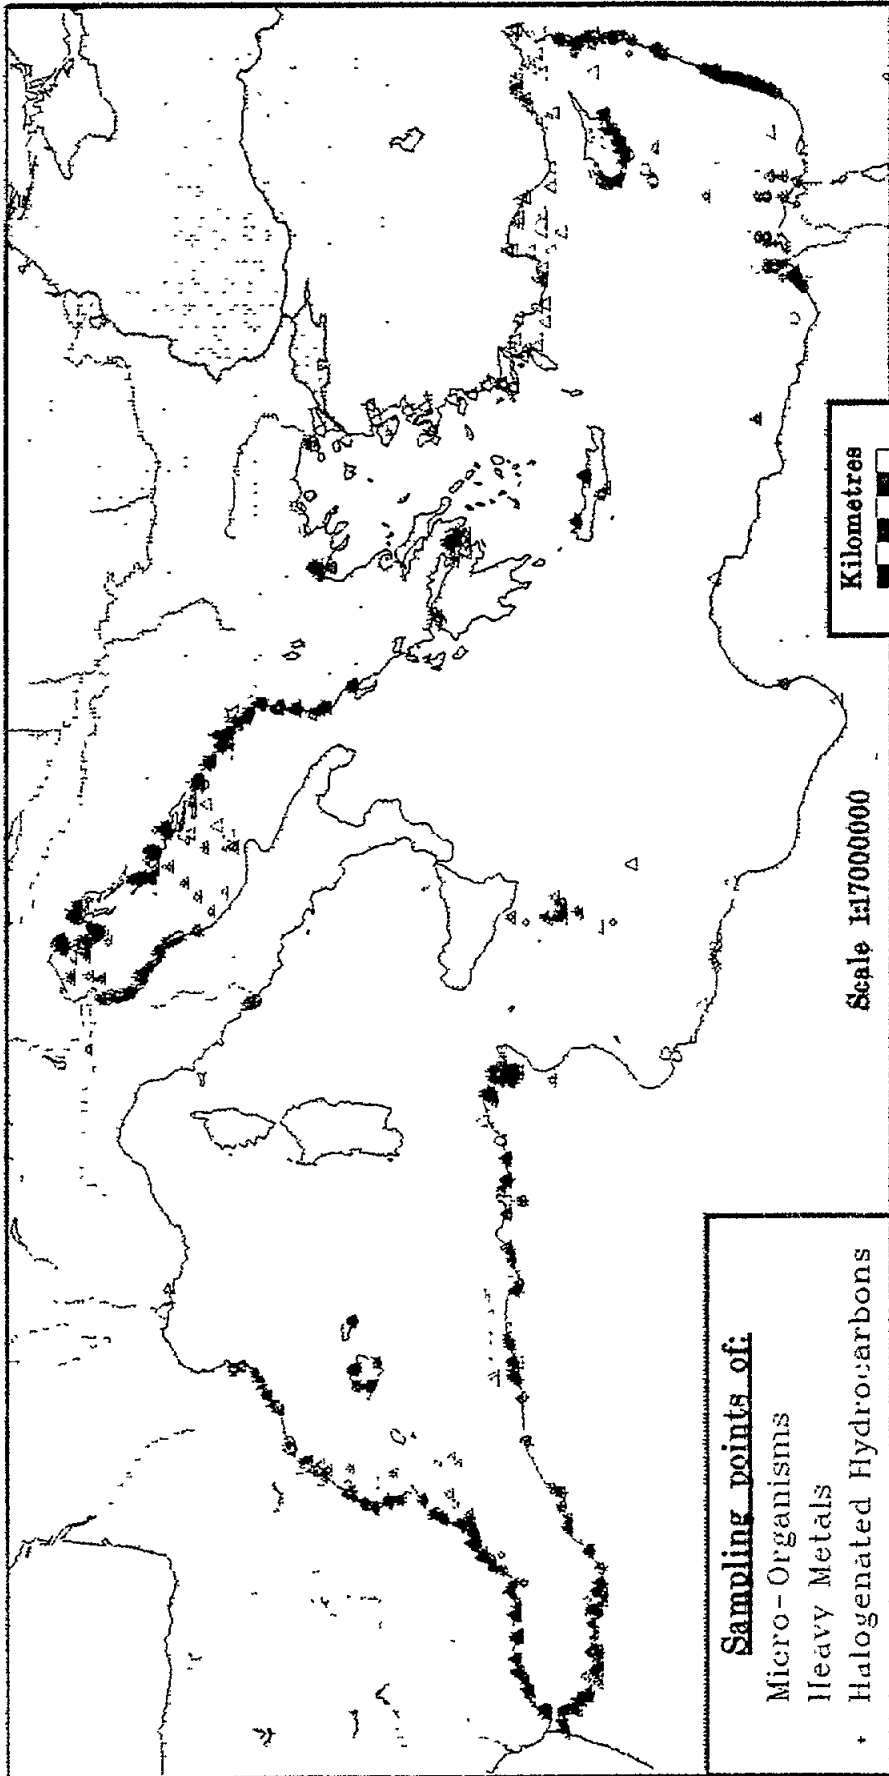 Sampling points of:
Micro-Organisms
Heavy Metals
+ Halogenated Hydrocarbons
Scale 1:17000000
Kilometres